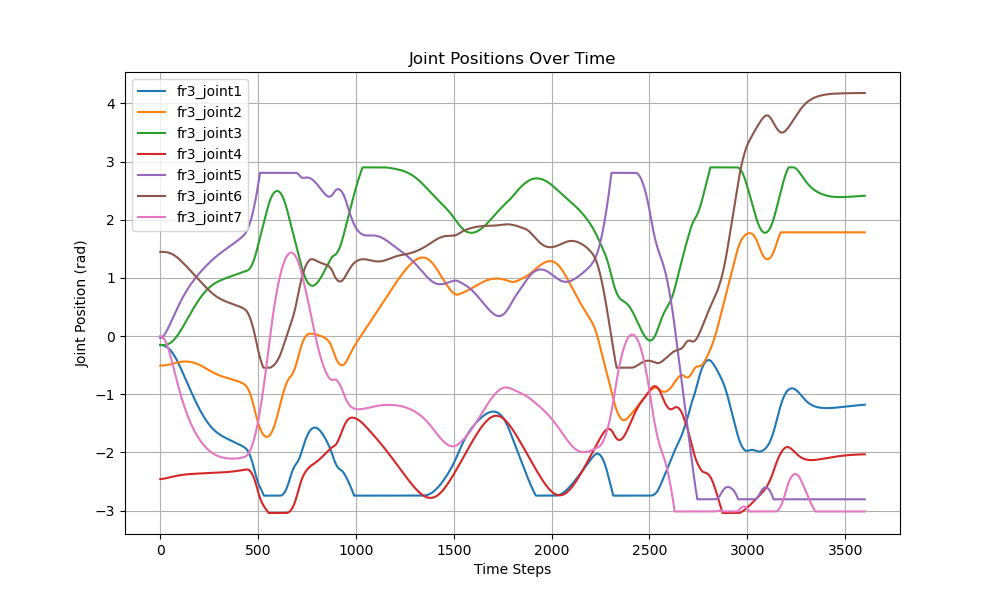 Joint Positions Over Time
fr3_joint1
fr3_joint2
fr3_joint3
fr3_joint4
fr3_joint5
fr3_joint6
fr3_joint7
Joint Position (rad)
4
3
2
1
0
−1
−2
−3
0 500 1000 1500 2000 2500 3000 3500
Time Steps